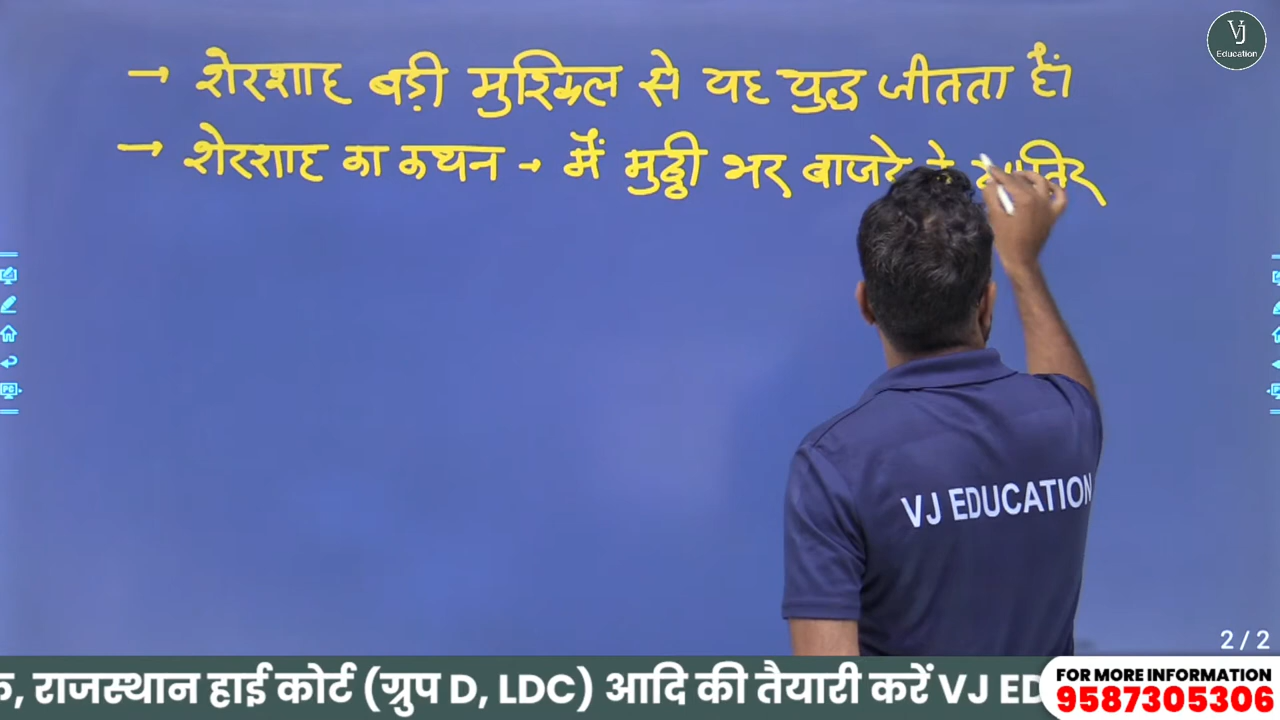 VJ
Education
→ शेरशाह बड़ी मुश्किल से यह युद्ध जीतता हैं।
→ शेरशाह का कथन → मैं मुठ्ठी भर बाजरे
VJ EDUCATION
2 / 2
राजस्थान हाई कोर्ट (ग्रुप D, LDC) आदि की तैयारी करें VJ
FOR MORE INFORMATION
9587305306